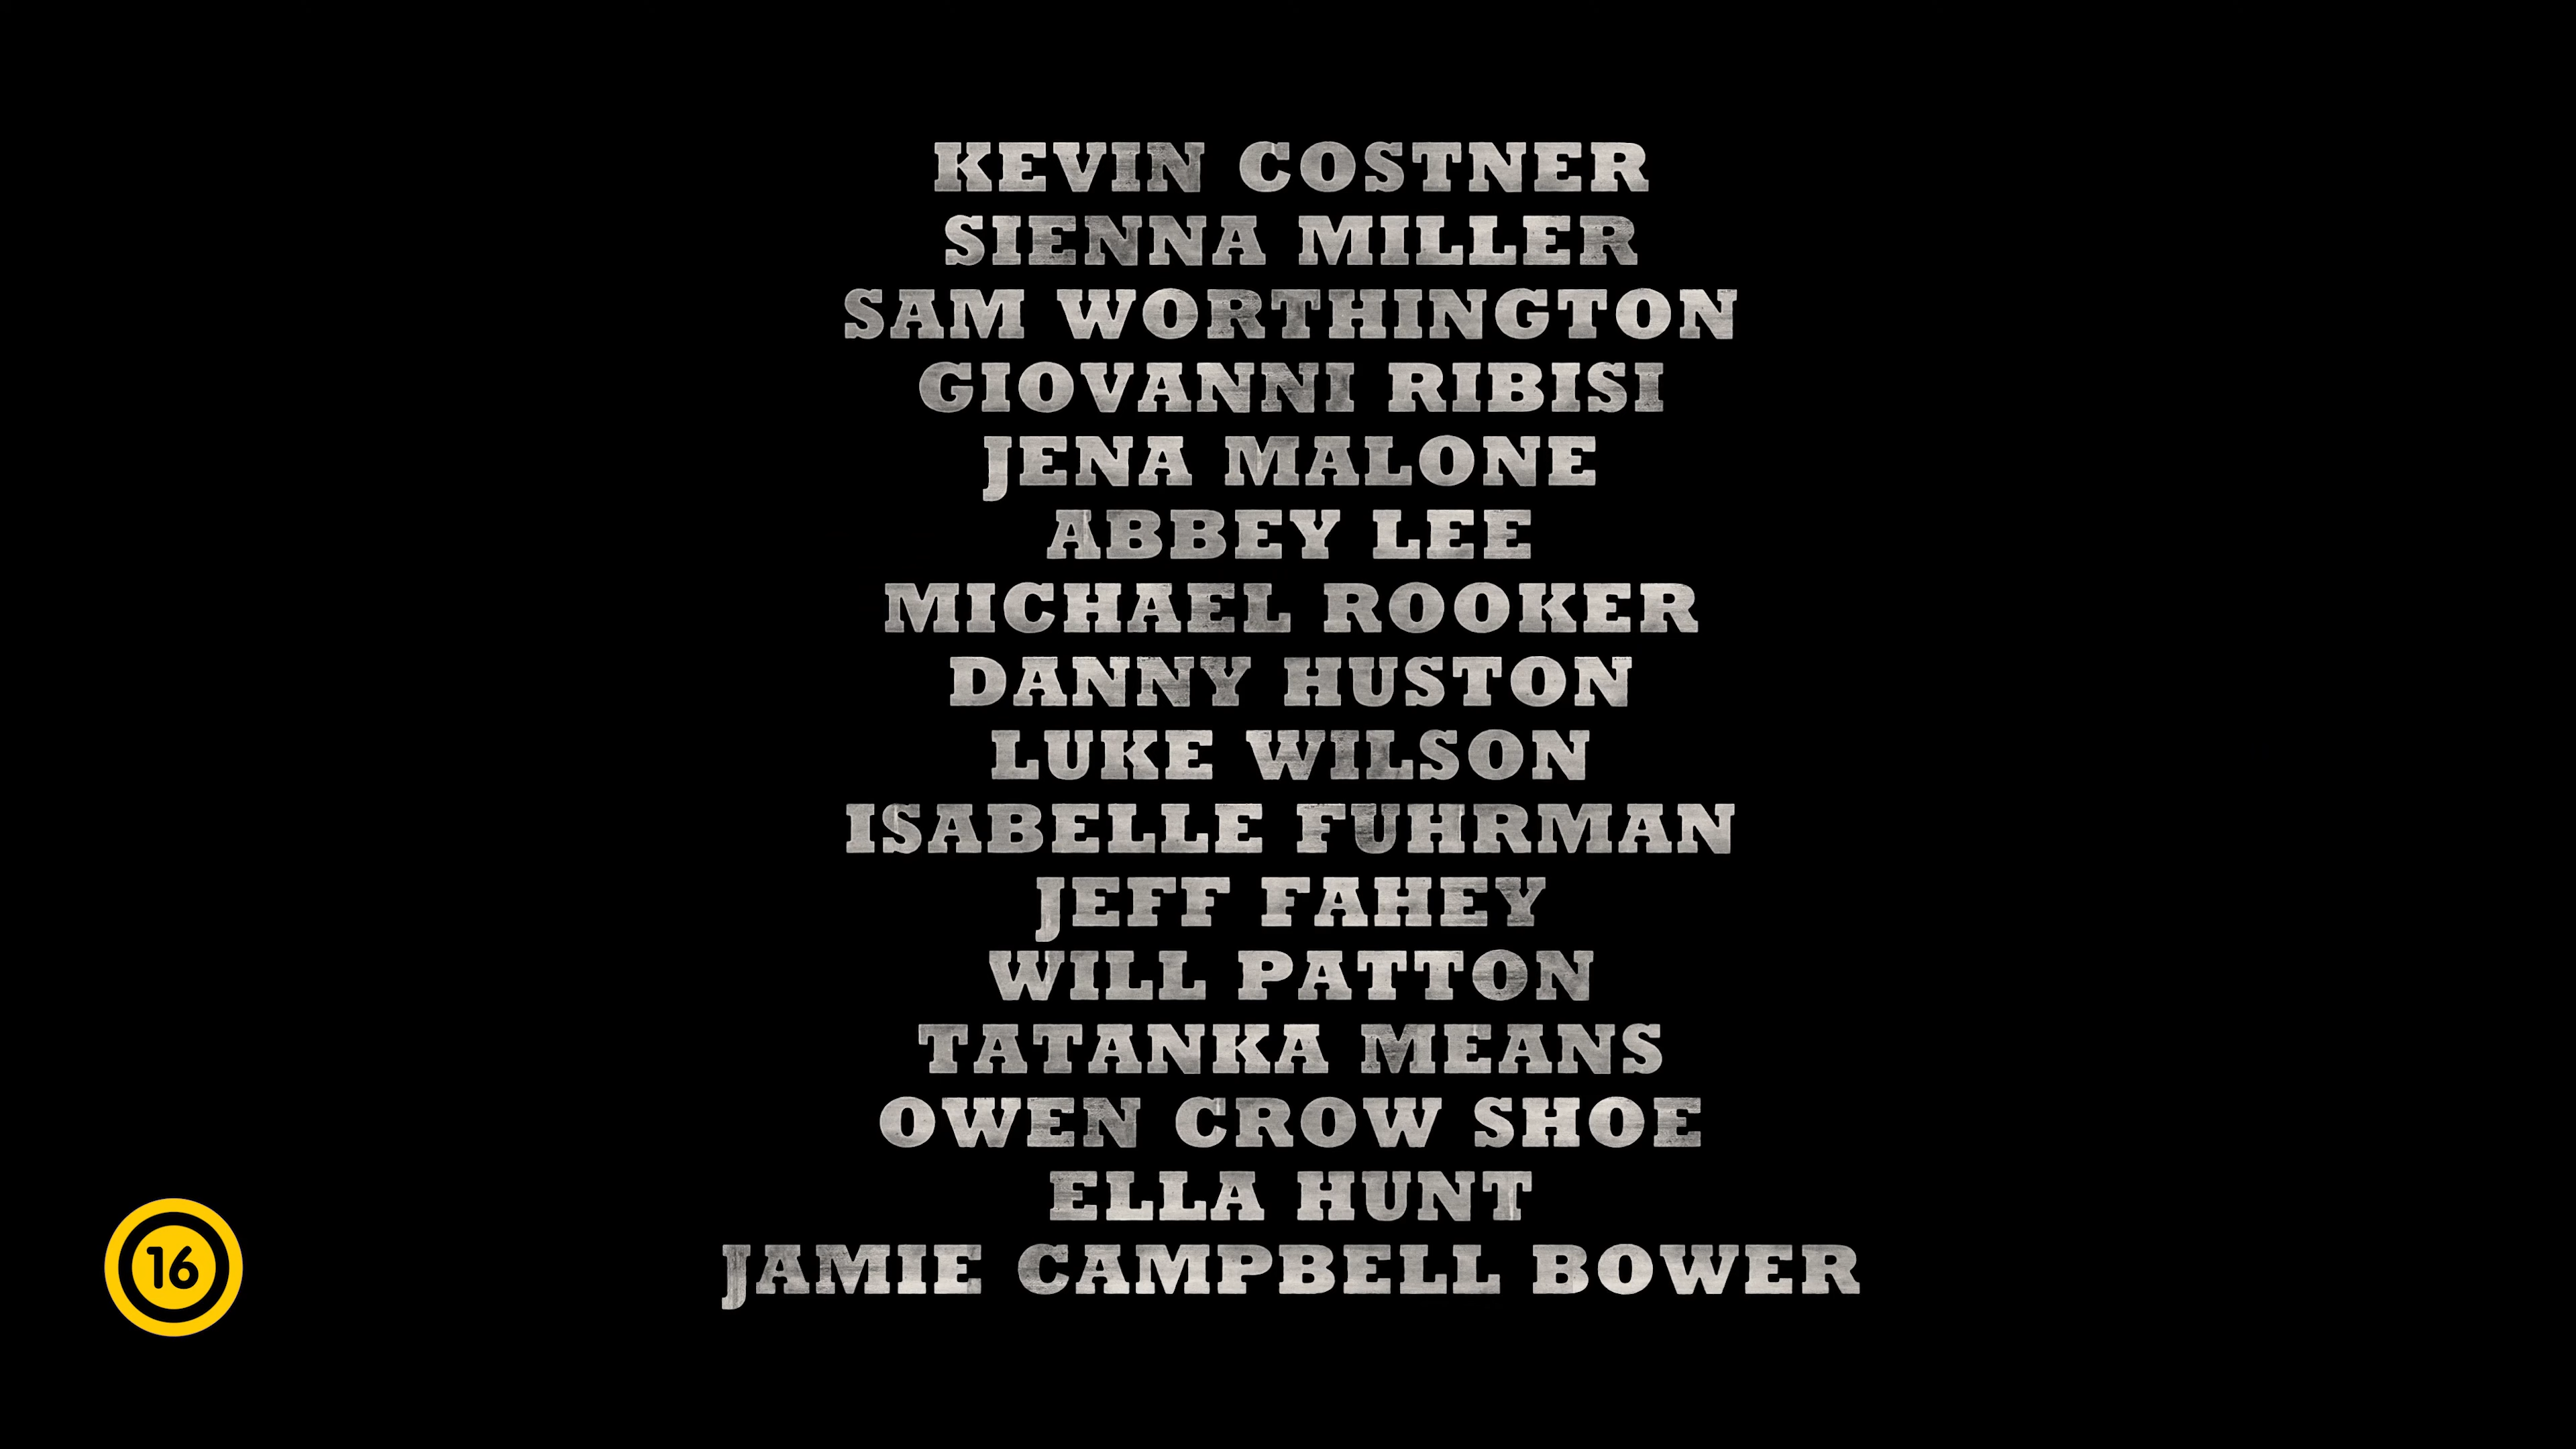 KEVIN COSTNER
SIENNA MILLER
SAM WORTHINGTON
GIOVANNI RIBISI
JENA MALONE
ABBEY LEE
MICHAEL ROOKER
DANNY HUSTON
LUKE WILSON
ISABELLE FUHRMAN
JEFF FAHEY
WILL PATTON
TATANKA MEANS
OWEN CROW SHOE
ELLA HUNT
JAMIE CAMPBELL BOWER
16